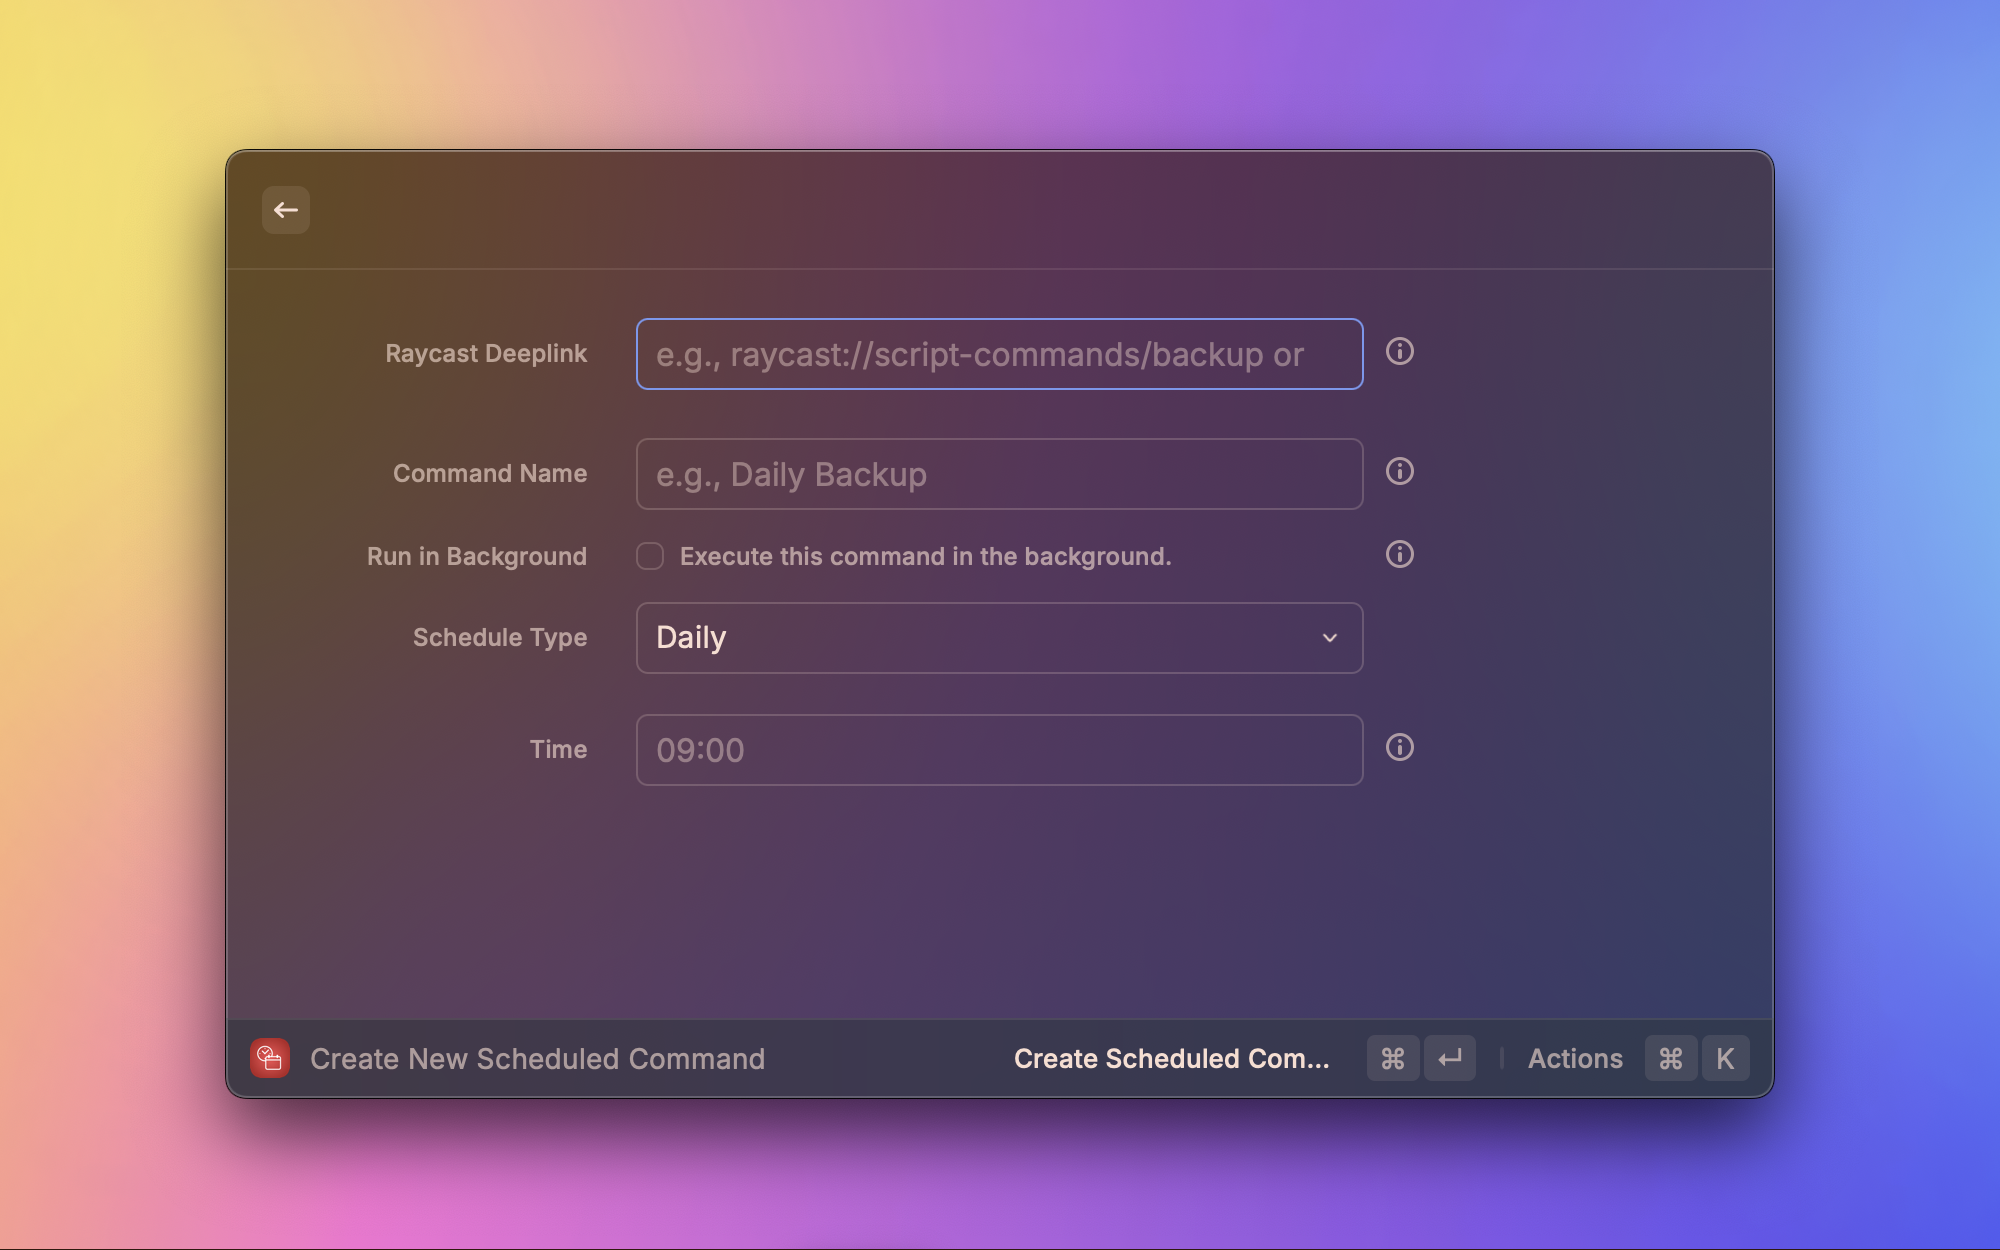 Raycast Deeplink e.g., raycast://script-commands/backup or
Command Name e.g., Daily Backup
Run in Background Execute this command in the background.
Schedule Type Daily
Time 09:00
Create New Scheduled Command Create Scheduled Com... ⌘ ↵ Actions ⌘ K